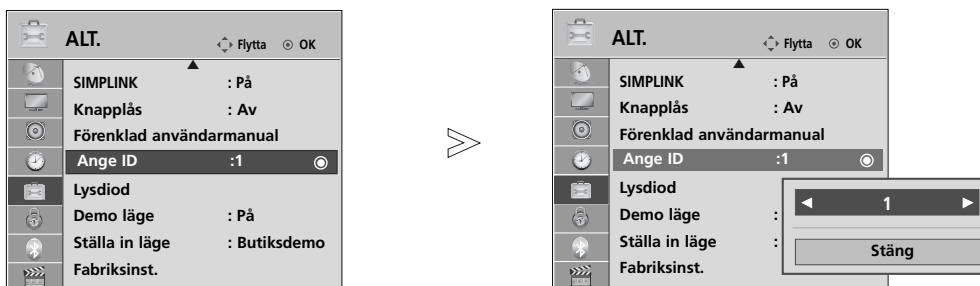 ALT. Flytta OK
SIMPLINK : På
Knapplås : Av
Förenklad användarmanual
Ange ID :1
Lysdiod
Demo läge : På
Ställa in läge : Butiksdemo
Fabriksinst.
ALT. Flytta OK
SIMPLINK : På
Knapplås : Av
Förenklad användarmanual
Ange ID :1
Lysdiod
Demo läge :
Ställa in läge :
Fabriksinst.
1
Stäng